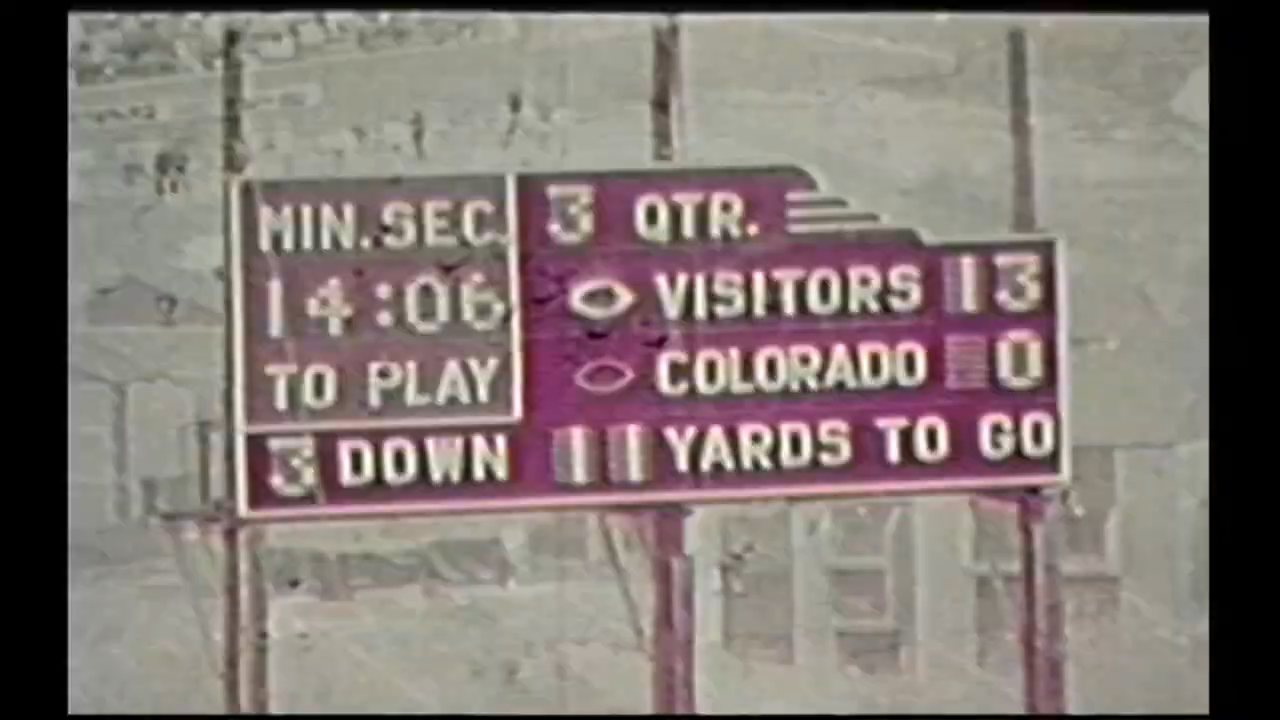 MIN.SEC.
14:06
TO PLAY
3 QTR.
VISITORS 13
COLORADO 0
3 DOWN 11 YARDS TO GO